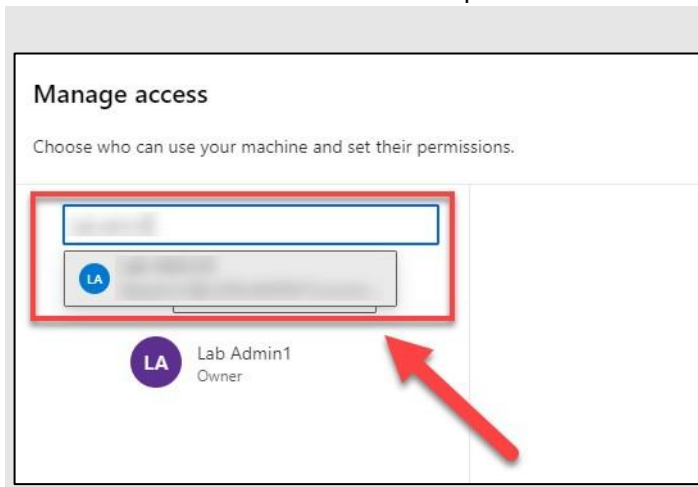 Manage access
Choose who can use your machine and set their permissions.
LA
LA
Lab Admin1
Owner